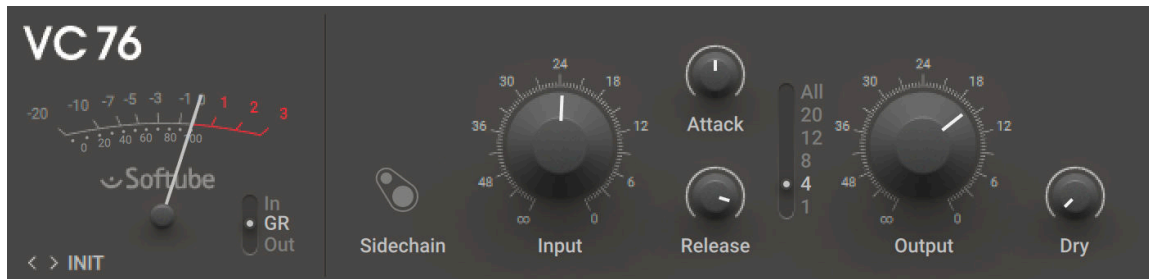 VC 76
-20 -10 -7 -5 -3 -1 0 1 2 3
0 20 40 60 80 100
Softube
In
GR
Out
< > INIT
Sidechain
24
30 18
36 12
48 6
∞ 0
Input
Attack
Release
All
20
12
8
4
1
24
30 18
36 12
48 6
∞ 0
Output
Dry